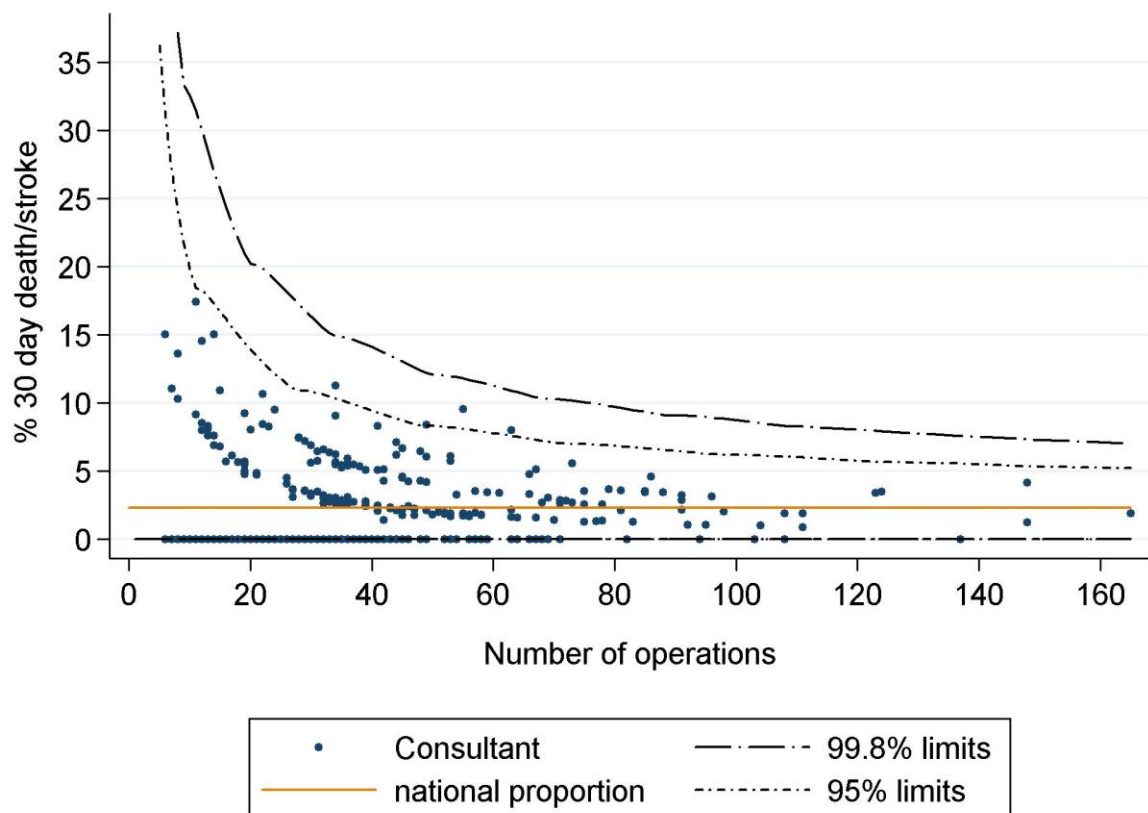 % 30 day death/stroke
35
30
25
20
15
10
5
0
0 20 40 60 80 100 120 140 160
Number of operations
Consultant 99.8% limits
national proportion 95% limits